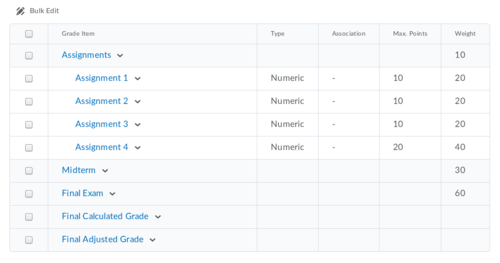 Bulk Edit
Grade Item Type Association Max. Points Weight
Assignments 10
Assignment 1 Numeric - 10 20
Assignment 2 Numeric - 10 20
Assignment 3 Numeric - 10 20
Assignment 4 Numeric - 20 40
Midterm 30
Final Exam 60
Final Calculated Grade
Final Adjusted Grade